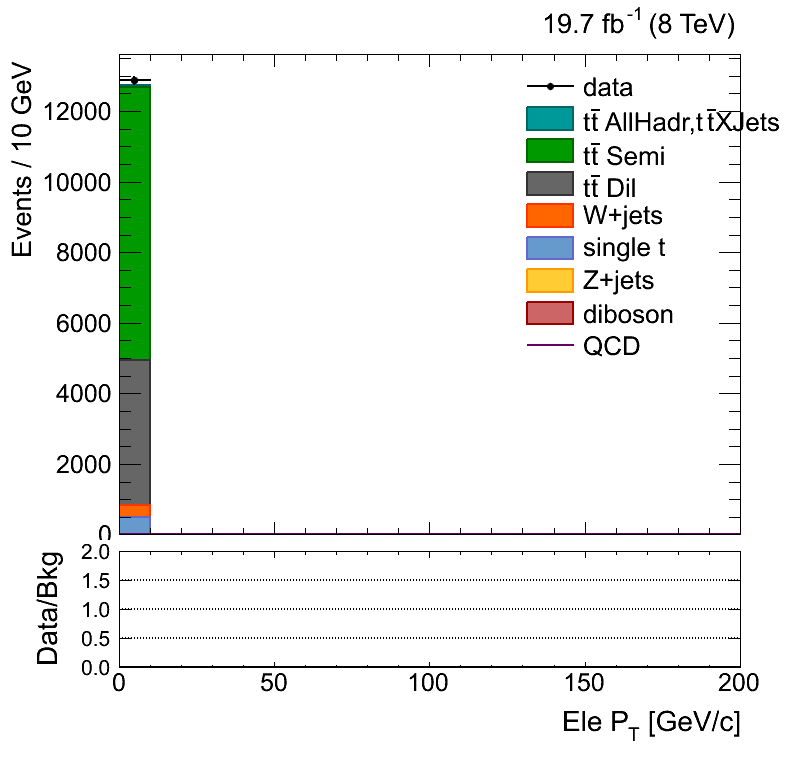 19.7 fb⁻¹ (8 TeV)
Events / 10 GeV
12000
10000
8000
6000
4000
2000
0
data
tt̄ AllHadr,tt̄XJets
tt̄ Semi
tt̄ Dil
W+jets
single t
Z+jets
diboson
QCD
Data/Bkg
2.0
1.5
1.0
0.5
0.0
0 50 100 150 200
Ele P_T [GeV/c]